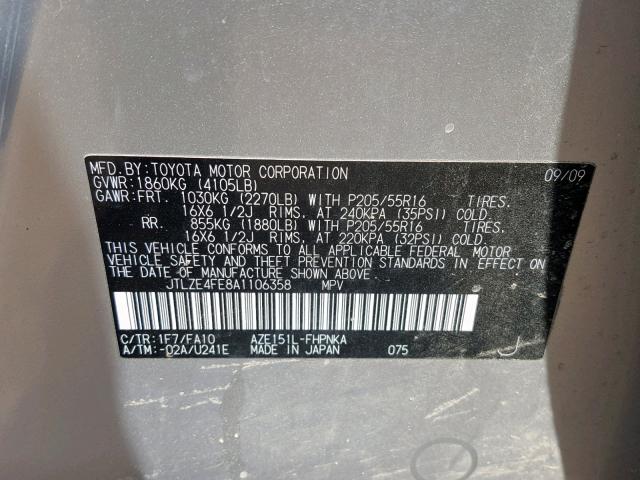 MFD.BY:TOYOTA MOTOR CORPORATION 09/09
GVWR:1860KG (4105LB)
GAWR:FRT. 1030KG (2270LB) WITH P205/55R16 TIRES.
16X6 1/2J RIMS. AT 240KPA (35PSI) COLD.
RR. 855KG (1880LB) WITH P205/55R16 TIRES.
16X6 1/2J RIMS. AT 220KPA (32PSI) COLD.
THIS VEHICLE CONFORMS TO ALL APPLICABLE FEDERAL MOTOR
VEHICLE SAFETY AND THEFT PREVENTION STANDARDS IN EFFECT ON
THE DATE OF MANUFACTURE SHOWN ABOVE.
JTLZE4FE8A1106358 MPV
C/TR:1F7/FA10 AZE151L-FHPNKA
A/TM:-02A/U241E MADE IN JAPAN 075 J